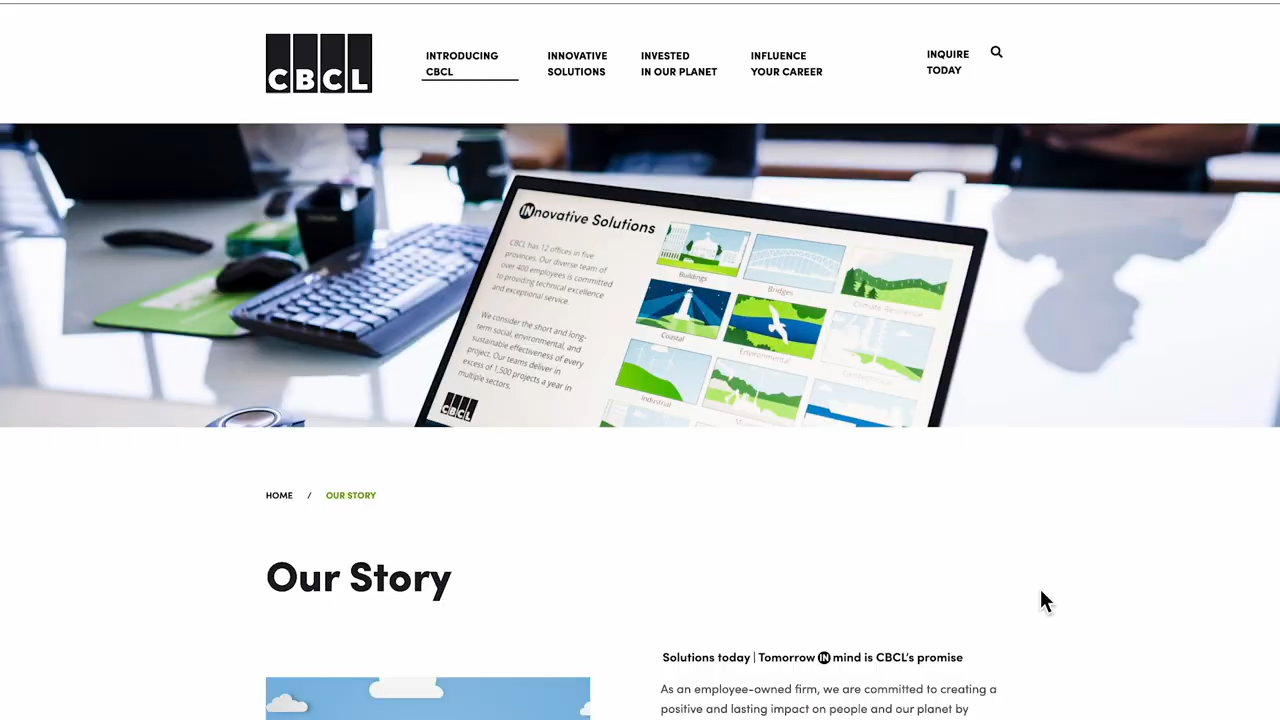 CBCL
INTRODUCING
CBCL
INNOVATIVE
SOLUTIONS
INVESTED
IN OUR PLANET
INFLUENCE
YOUR CAREER
INQUIRE
TODAY
INnovative Solutions
CBCL has 12 offices in five
provinces. Our diverse team of
over 400 employees is committed
to providing technical excellence
and exceptional service.
We consider the short and long-
term social, environmental, and
sustainable effectiveness of every
project. Our teams deliver in
excess of 1,500 projects a year in
multiple sectors.
CBCL
Buildings
Bridges
Climate Resilience
Coastal
Environmental
Geotechnical
Industrial
HOME / OUR STORY
Our Story
Solutions today | Tomorrow IN mind is CBCL's promise
As an employee-owned firm, we are committed to creating a
positive and lasting impact on people and our planet by